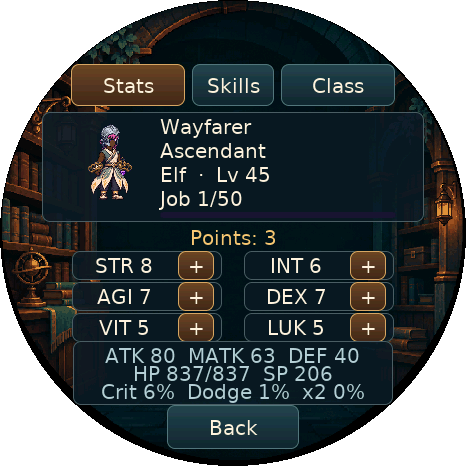 Stats Skills Class
Wayfarer
Ascendant
Elf · Lv 45
Job 1/50
Points: 3
STR 8 + INT 6 +
AGI 7 + DEX 7 +
VIT 5 + LUK 5 +
ATK 80 MATK 63 DEF 40
HP 837/837 SP 206
Crit 6% Dodge 1% x2 0%
Back